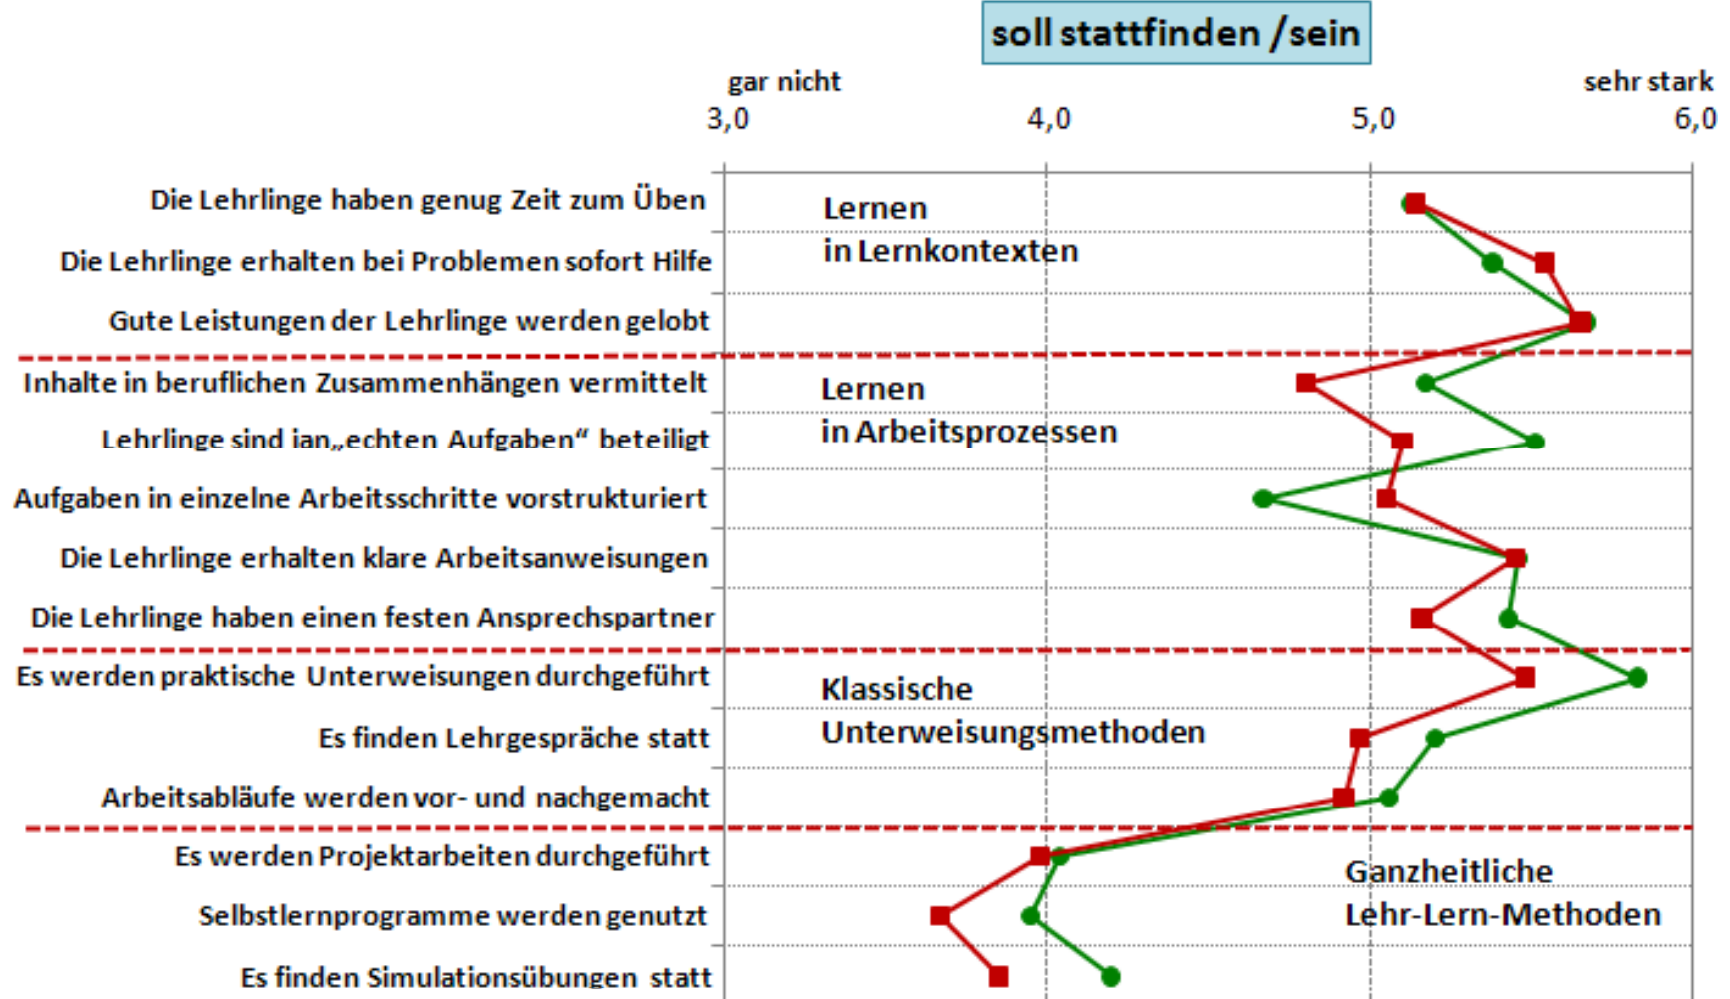 soll stattfinden /sein
gar nicht
sehr stark
3,0
4,0
5,0
6,0
Die Lehrlinge haben genug Zeit zum Üben
Die Lehrlinge erhalten bei Problemen sofort Hilfe
Gute Leistungen der Lehrlinge werden gelobt
Lernen
in Lernkontexten
Inhalte in beruflichen Zusammenhängen vermittelt
Lehrlinge sind ian„echten Aufgaben“ beteiligt
Aufgaben in einzelne Arbeitsschritte vorstrukturiert
Die Lehrlinge erhalten klare Arbeitsanweisungen
Die Lehrlinge haben einen festen Ansprechspartner
Lernen
in Arbeitsprozessen
Es werden praktische Unterweisungen durchgeführt
Es finden Lehrgespräche statt
Arbeitsabläufe werden vor- und nachgemacht
Klassische
Unterweisungsmethoden
Es werden Projektarbeiten durchgeführt
Selbstlernprogramme werden genutzt
Es finden Simulationsübungen statt
Ganzheitliche
Lehr-Lern-Methoden